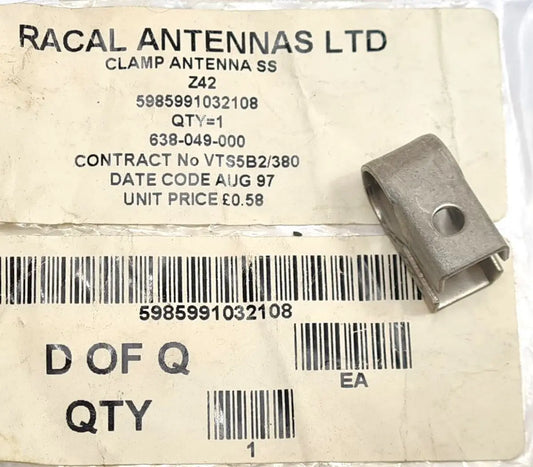 RACAL ANTENNAS LTD
CLAMP ANTENNA SS
Z42
5985991032108
QTY=1
638-049-000
CONTRACT No VTS5B2/380
DATE CODE AUG 97
UNIT PRICE £0.58
5985991032108
D OF Q
EA
QTY
1